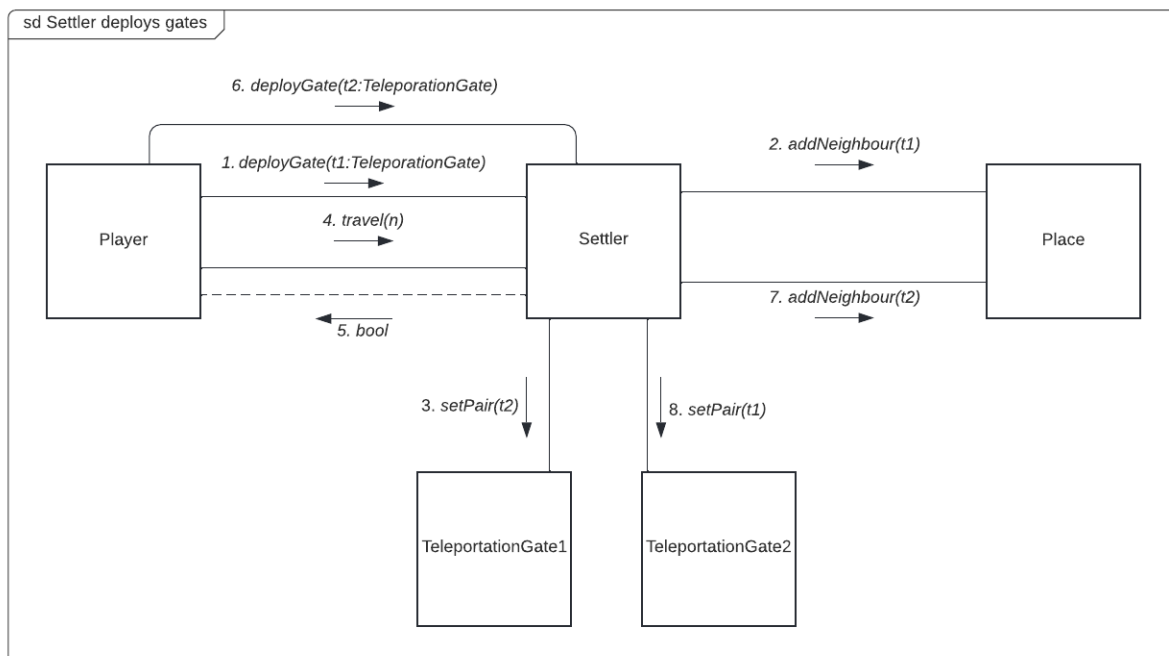 sd Settler deploys gates
6. deployGate(t2:TeleporationGate)
1. deployGate(t1:TeleporationGate)
2. addNeighbour(t1)
4. travel(n)
Player
Settler
Place
7. addNeighbour(t2)
5. bool
3. setPair(t2)
8. setPair(t1)
TeleportationGate1
TeleportationGate2